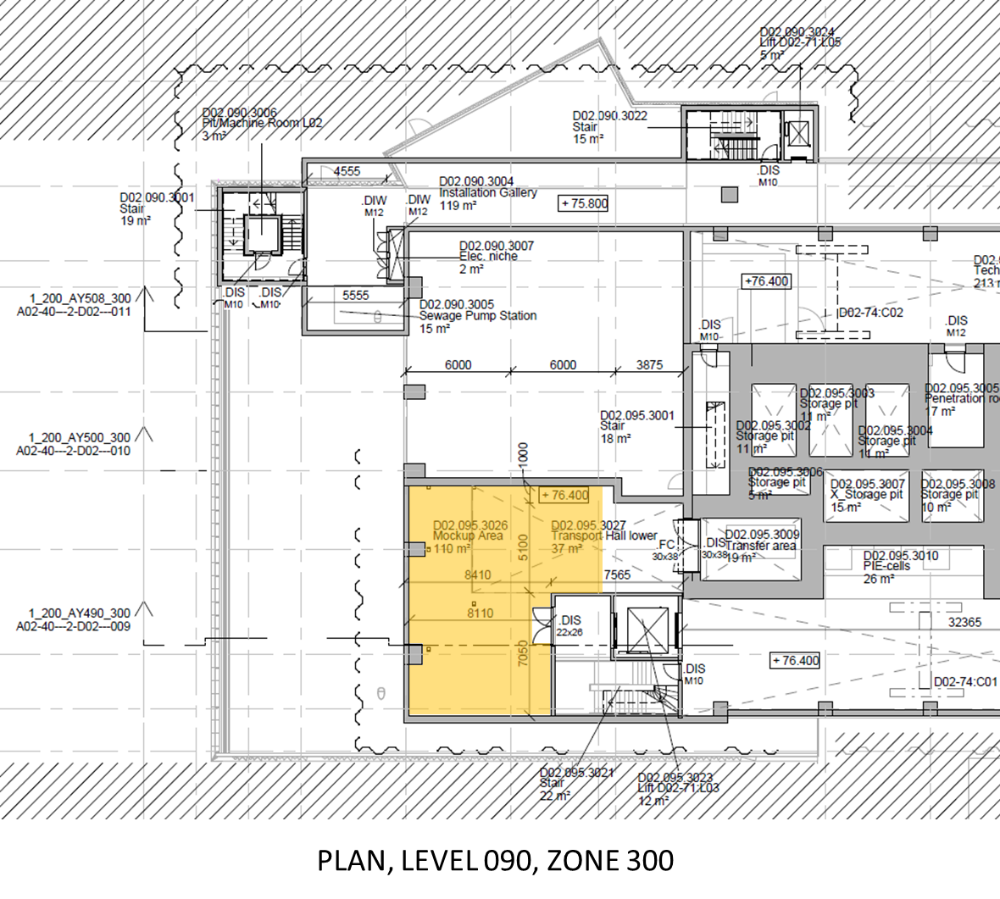 D02.090.3024
Lift D02-71:L05
5 m²
D02.090.3006
Pit/Machine Room L02
3 m²
D02.090.3022
Stair
15 m²
4555
.DIS
M10
D02.090.3004
Installation Gallery
119 m²
+ 75.800
D02.090.3001
Stair
19 m²
.DIW
M12
.DIW
M12
D02.090.3007
Elec. niche
2 m²
+76.400
D02.
Tech
213 m
1_200_AY508_300
A02-40---2-D02---011
.DIS
M10
.DIS
M10
5555
D02.090.3005
Sewage Pump Station
15 m²
D02-74:C02
.DIS
M10
.DIS
M12
6000
6000
3875
D02.095.3001
Stair
18 m²
D02.095.3003
Storage pit
11 m²
D02.095.3005
Penetration ro
17 m²
D02.095.3002
Storage pit
11 m²
D02.095.3004
Storage pit
11 m²
1_200_AY500_300
A02-40---2-D02---010
1000
D02.095.3006
Storage pit
5 m²
D02.095.3007
X_Storage pit
15 m²
D02.095.3008
Storage pit
10 m²
+ 76.400
D02.095.3026
Mockup Area
110 m²
5100
D02.095.3027
Transport Hall lower
37 m²
.FC
30x38
.DIS
30x38
D02.095.3009
Transfer area
19 m²
D02.095.3010
PIE-cells
26 m²
8410
7565
1_200_AY490_300
A02-40---2-D02---009
8110
.DIS
22x26
32365
7050
+ 76.400
.DIS
M10
D02-74:C01
D02.095.3021
Stair
22 m²
D02.095.3023
Lift D02-71:L03
12 m²
PLAN, LEVEL 090, ZONE 300